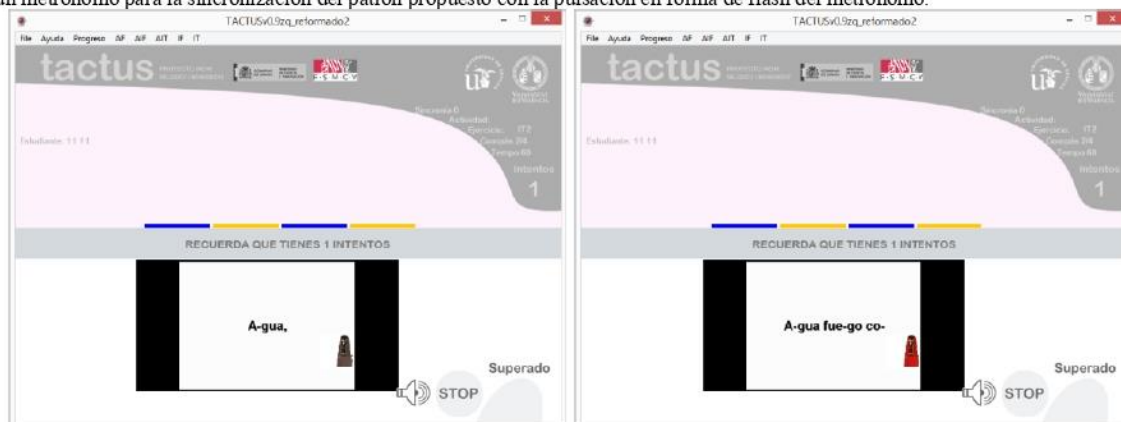 un metrónomo para la sincronización del patrón propuesto con la pulsación en forma de flash del metrónomo.
TACTUSv0.9zq_reformado2
File Ayuda Progreso AF AIF AIT IF IT
tactus
F·S·M·C·V
Sincronia 0
Actividad:
Ejercicio: IT2
Compás 2/4
Tempo 60
Estudiante: 11 11
Intentos
1
RECUERDA QUE TIENES 1 INTENTOS
A-gua,
Superado
STOP
TACTUSv0.9zq_reformado2
File Ayuda Progreso AF AIF AIT IF IT
tactus
F·S·M·C·V
Sincronia 0
Actividad:
Ejercicio: IT2
Compás 2/4
Tempo 60
Estudiante: 11 11
Intentos
1
RECUERDA QUE TIENES 1 INTENTOS
A-gua fue-go co-
Superado
STOP